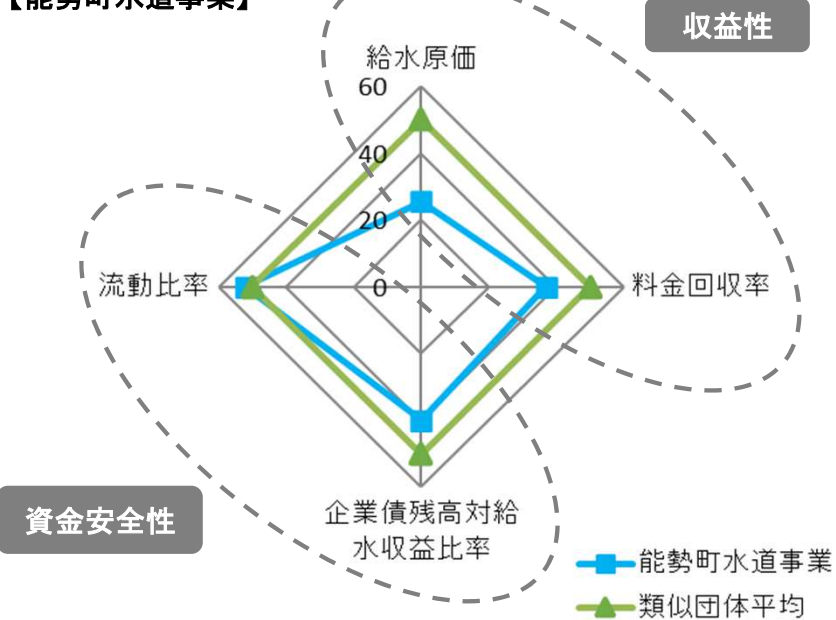 【能勢町水道事業】
収益性
給水原価
60
40
20
0
流動比率
料金回収率
資金安全性
企業債残高対給
水収益比率
能勢町水道事業
類似団体平均